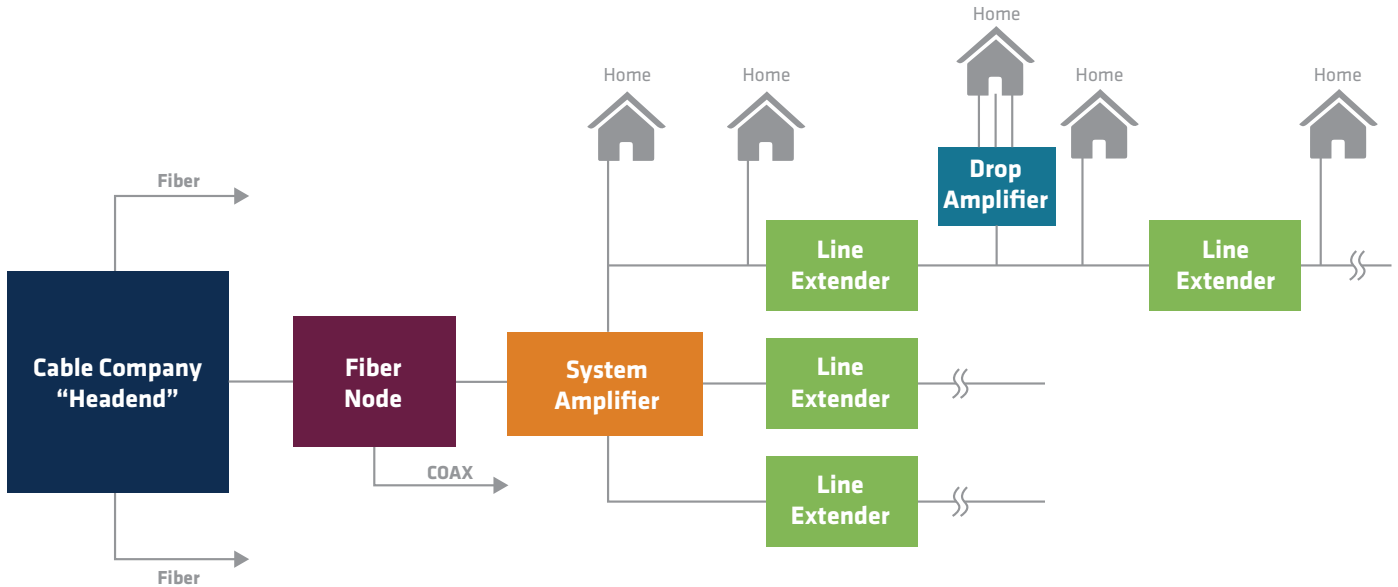 Home
Home
Home
Home
Home
Drop
Amplifier
Fiber
Line
Extender
Line
Extender
Cable Company
“Headend”
Fiber
Node
System
Amplifier
Line
Extender
COAX
Line
Extender
Fiber